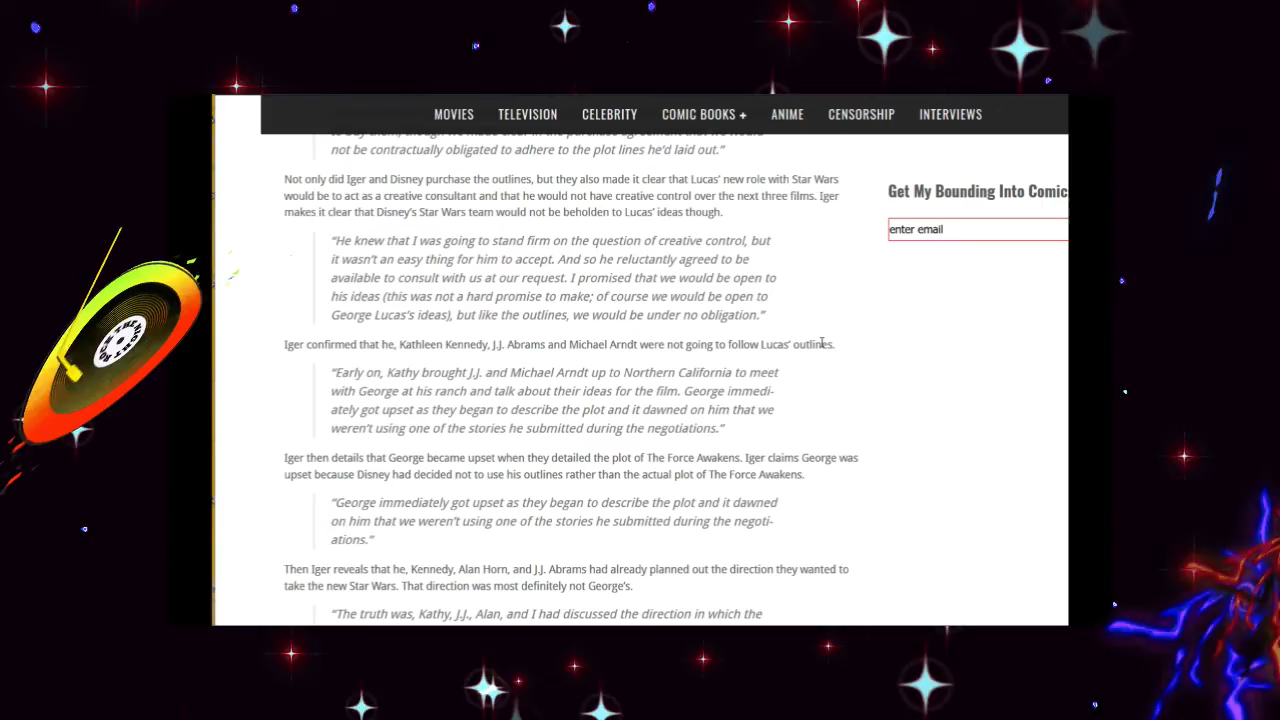 MOVIES TELEVISION CELEBRITY COMIC BOOKS + ANIME CENSORSHIP INTERVIEWS
not be contractually obligated to adhere to the plot lines he'd laid out.”
Not only did Iger and Disney purchase the outlines, but they also made it clear that Lucas' new role with Star Wars
would be to act as a creative consultant and that he would not have creative control over the next three films. Iger
makes it clear that Disney's Star Wars team would not be beholden to Lucas' ideas though.
“He knew that I was going to stand firm on the question of creative control, but
it wasn't an easy thing for him to accept. And so he reluctantly agreed to be
available to consult with us at our request. I promised that we would be open to
his ideas (this was not a hard promise to make; of course we would be open to
George Lucas's ideas), but like the outlines, we would be under no obligation.”
Iger confirmed that he, Kathleen Kennedy, J.J. Abrams and Michael Arndt were not going to follow Lucas' outlines.
“Early on, Kathy brought J.J. and Michael Arndt up to Northern California to meet
with George at his ranch and talk about their ideas for the film. George immedi-
ately got upset as they began to describe the plot and it dawned on him that we
weren't using one of the stories he submitted during the negotiations.”
Iger then details that George became upset when they detailed the plot of The Force Awakens. Iger claims George was
upset because Disney had decided not to use his outlines rather than the actual plot of The Force Awakens.
“George immediately got upset as they began to describe the plot and it dawned
on him that we weren't using one of the stories he submitted during the negoti-
ations.”
Then Iger reveals that he, Kennedy, Alan Horn, and J.J. Abrams had already planned out the direction they wanted to
take the new Star Wars. That direction was most definitely not George's.
“The truth was, Kathy, J.J., Alan, and I had discussed the direction in which the
Get My Bounding Into Comic
enter email